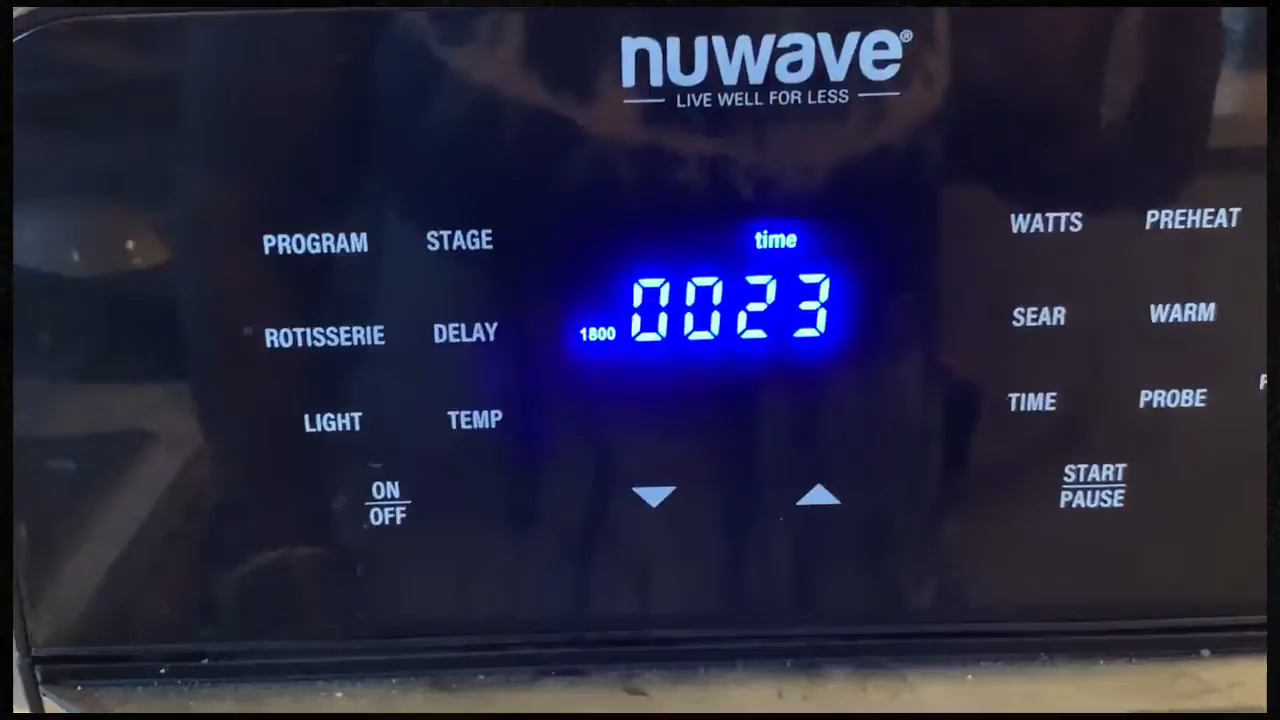 nuwave®
LIVE WELL FOR LESS
PROGRAM STAGE time WATTS PREHEAT
ROTISSERIE DELAY 1800 0023 SEAR WARM
LIGHT TEMP TIME PROBE
ON
OFF
START
PAUSE